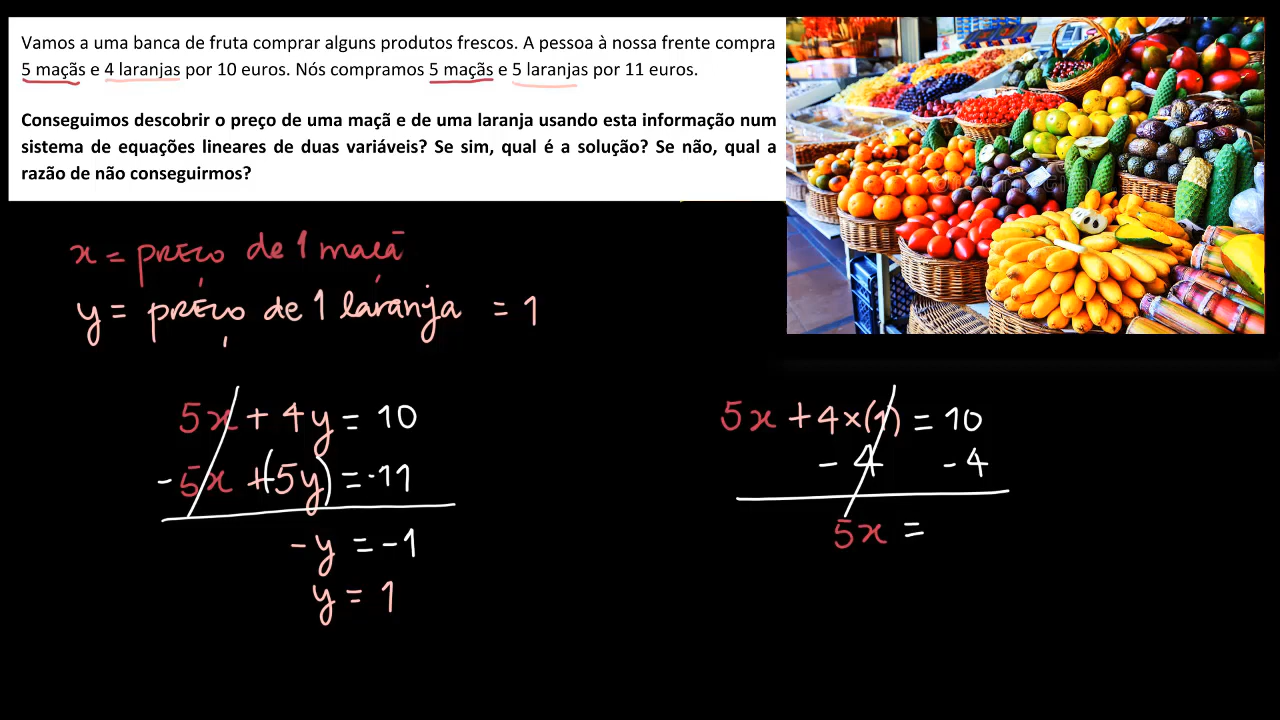 Vamos a uma banca de fruta comprar alguns produtos frescos. A pessoa à nossa frente compra
5 maçãs e 4 laranjas por 10 euros. Nós compramos 5 maçãs e 5 laranjas por 11 euros.
Conseguimos descobrir o preço de uma maçã e de uma laranja usando esta informação num
sistema de equações lineares de duas variáveis? Se sim, qual é a solução? Se não, qual a
razão de não conseguirmos?
x = preço de 1 maçã
y = preço de 1 laranja = 1
5x + 4y = 10
- 5x + (5y) = -11
-y = -1
y = 1
5x + 4×(1) = 10
- 4 - 4
5x =